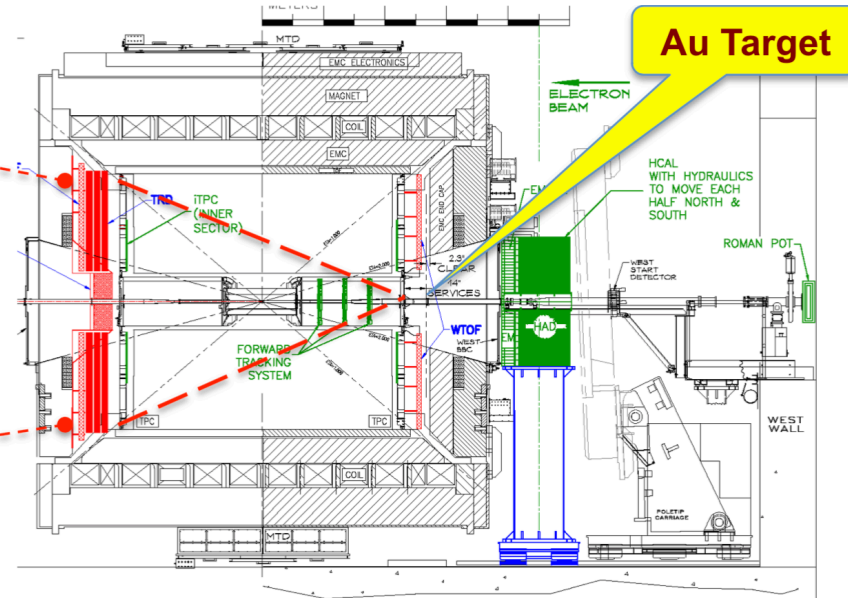 METERS
Au Target
MTD
EMC ELECTRONICS
MAGNET
ELECTRON
BEAM
COIL
EMC
HCAL
WITH HYDRAULICS
TO MOVE EACH
HALF NORTH &
SOUTH
TRD
iTPC
(INNER
SECTOR)
EMC END CAP
ROMAN POT
WEST
START
DETECTOR
2.3"
CLEAR
14"
SERVICES
WTOF
HAD
FORWARD
TRACKING
SYSTEM
WEST
BBC
TPC
TPC
WEST
WALL
COIL
POLETIP
CARRIAGE
MTD